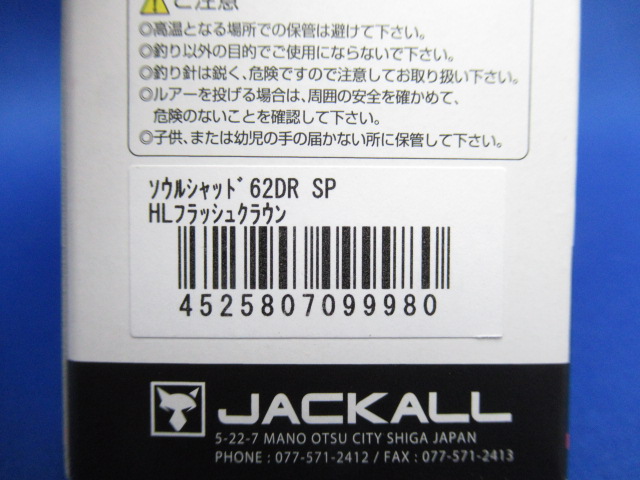 ご注意
◎高温となる場所での保管は避けて下さい。
◎釣り以外の目的でご使用にならないで下さい。
◎釣り針は鋭く、危険ですので注意してお取り扱い下さい。
◎ルアーを投げる場合は、周囲の安全を確かめて、
危険のないことを確認して下さい。
◎子供、または幼児の手の届かない所に保管して下さい。
ｿｳﾙｼｬｯﾄﾞ62DR SP
HLﾌﾗｯｼｭｸﾗｳﾝ
4525807099980
JACKALL
5-22-7 MANO OTSU CITY SHIGA JAPAN
PHONE : 077-571-2412 / FAX : 077-571-2413